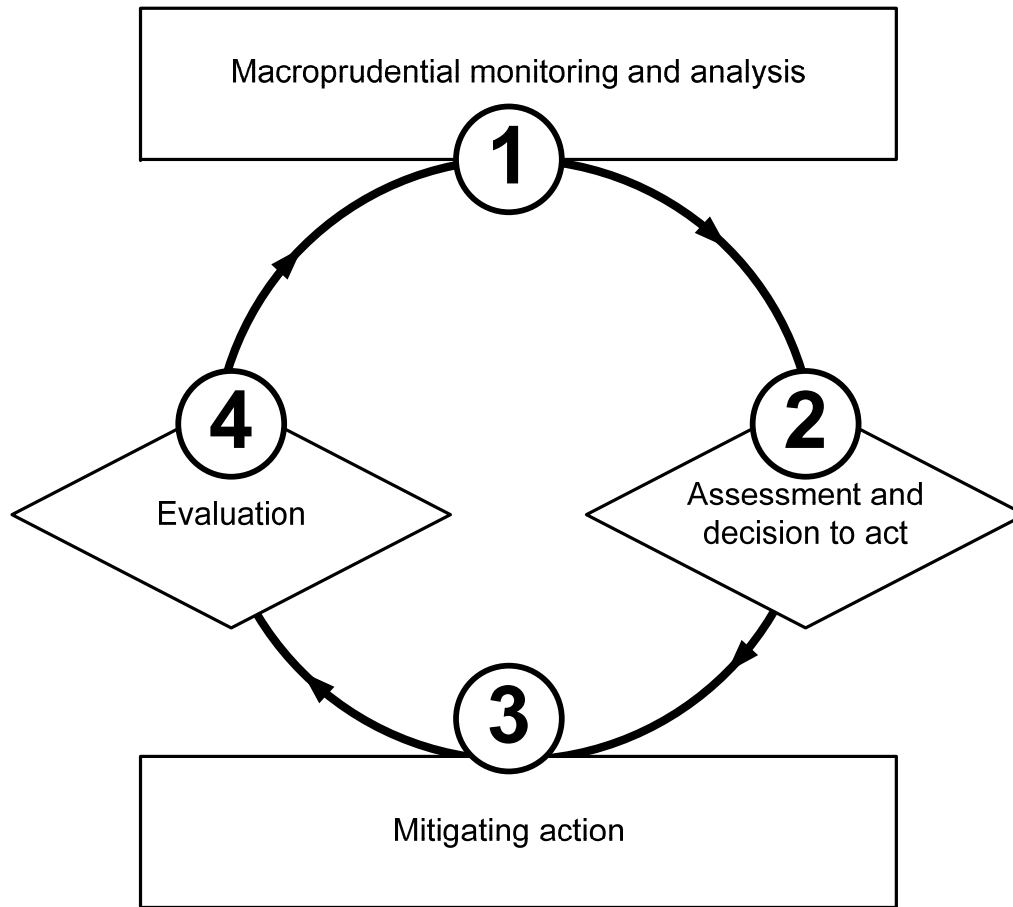 Macroprudential monitoring and analysis
1
2
Assessment and
decision to act
3
Mitigating action
4
Evaluation